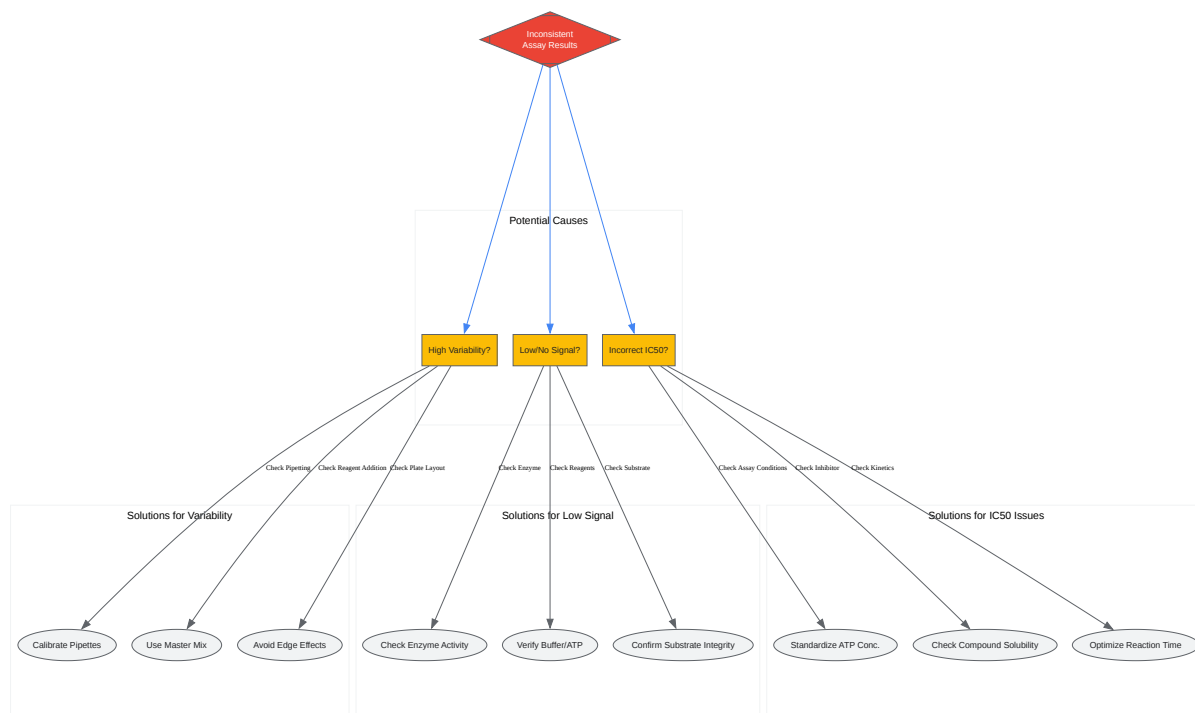 Inconsistent
Assay Results
Potential Causes
High Variability?
Low/No Signal?
Incorrect IC50?
Check Pipetting
Check Reagent Addition
Check Plate Layout
Check Enzyme
Check Reagents
Check Substrate
Check Assay Conditions
Check Inhibitor
Check Kinetics
Solutions for Variability
Solutions for Low Signal
Solutions for IC50 Issues
Calibrate Pipettes
Use Master Mix
Avoid Edge Effects
Check Enzyme Activity
Verify Buffer/ATP
Confirm Substrate Integrity
Standardize ATP Conc.
Check Compound Solubility
Optimize Reaction Time